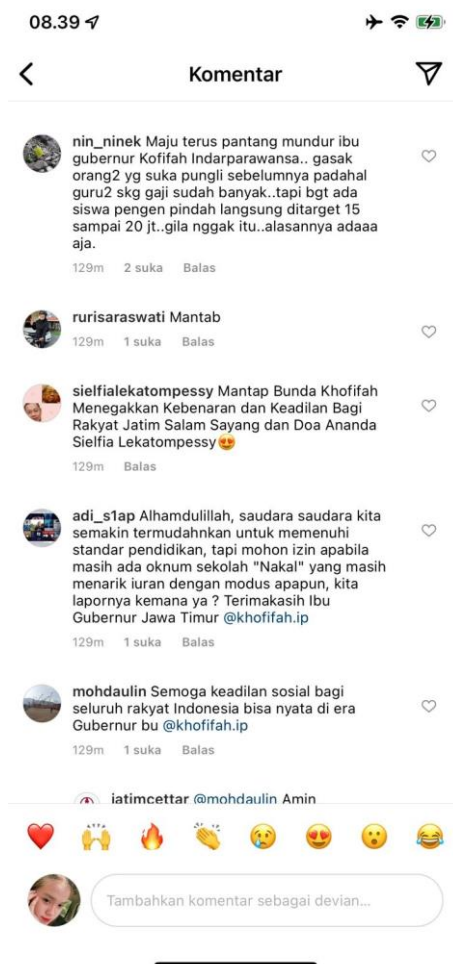 08.39
Komentar
nin_ninek Maju terus pantang mundur ibu
gubernur Kofifah Indarparawansa.. gasak
orang2 yg suka pungli sebelumnya padahal
guru2 skg gaji sudah banyak..tapi bgt ada
siswa pengen pindah langsung ditarget 15
sampai 20 jt..gila nggak itu..alasannya adaaa
aja.
129m 2 suka Balas
rurisaraswati Mantab
129m 1 suka Balas
sielfialekatompessy Mantap Bunda Khofifah
Menegakkan Kebenaran dan Keadilan Bagi
Rakyat Jatim Salam Sayang dan Doa Ananda
Sielfia Lekatompessy😍
129m Balas
adi_s1ap Alhamdulillah, saudara saudara kita
semakin termudahnkan untuk memenuhi
standar pendidikan, tapi mohon izin apabila
masih ada oknum sekolah "Nakal" yang masih
menarik iuran dengan modus apapun, kita
lapornya kemana ya ? Terimakasih Ibu
Gubernur Jawa Timur @khofifah.ip
129m 1 suka Balas
mohdaulin Semoga keadilan sosial bagi
seluruh rakyat Indonesia bisa nyata di era
Gubernur bu @khofifah.ip
129m 1 suka Balas
jatimcettar @mohdaulin Amin
Tambahkan komentar sebagai devian...